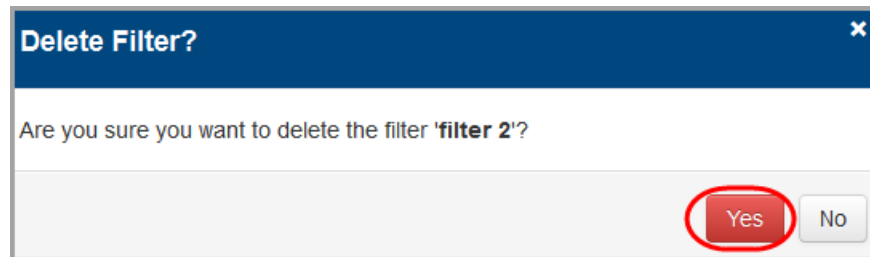 Delete Filter?
Are you sure you want to delete the filter 'filter 2'?
Yes No